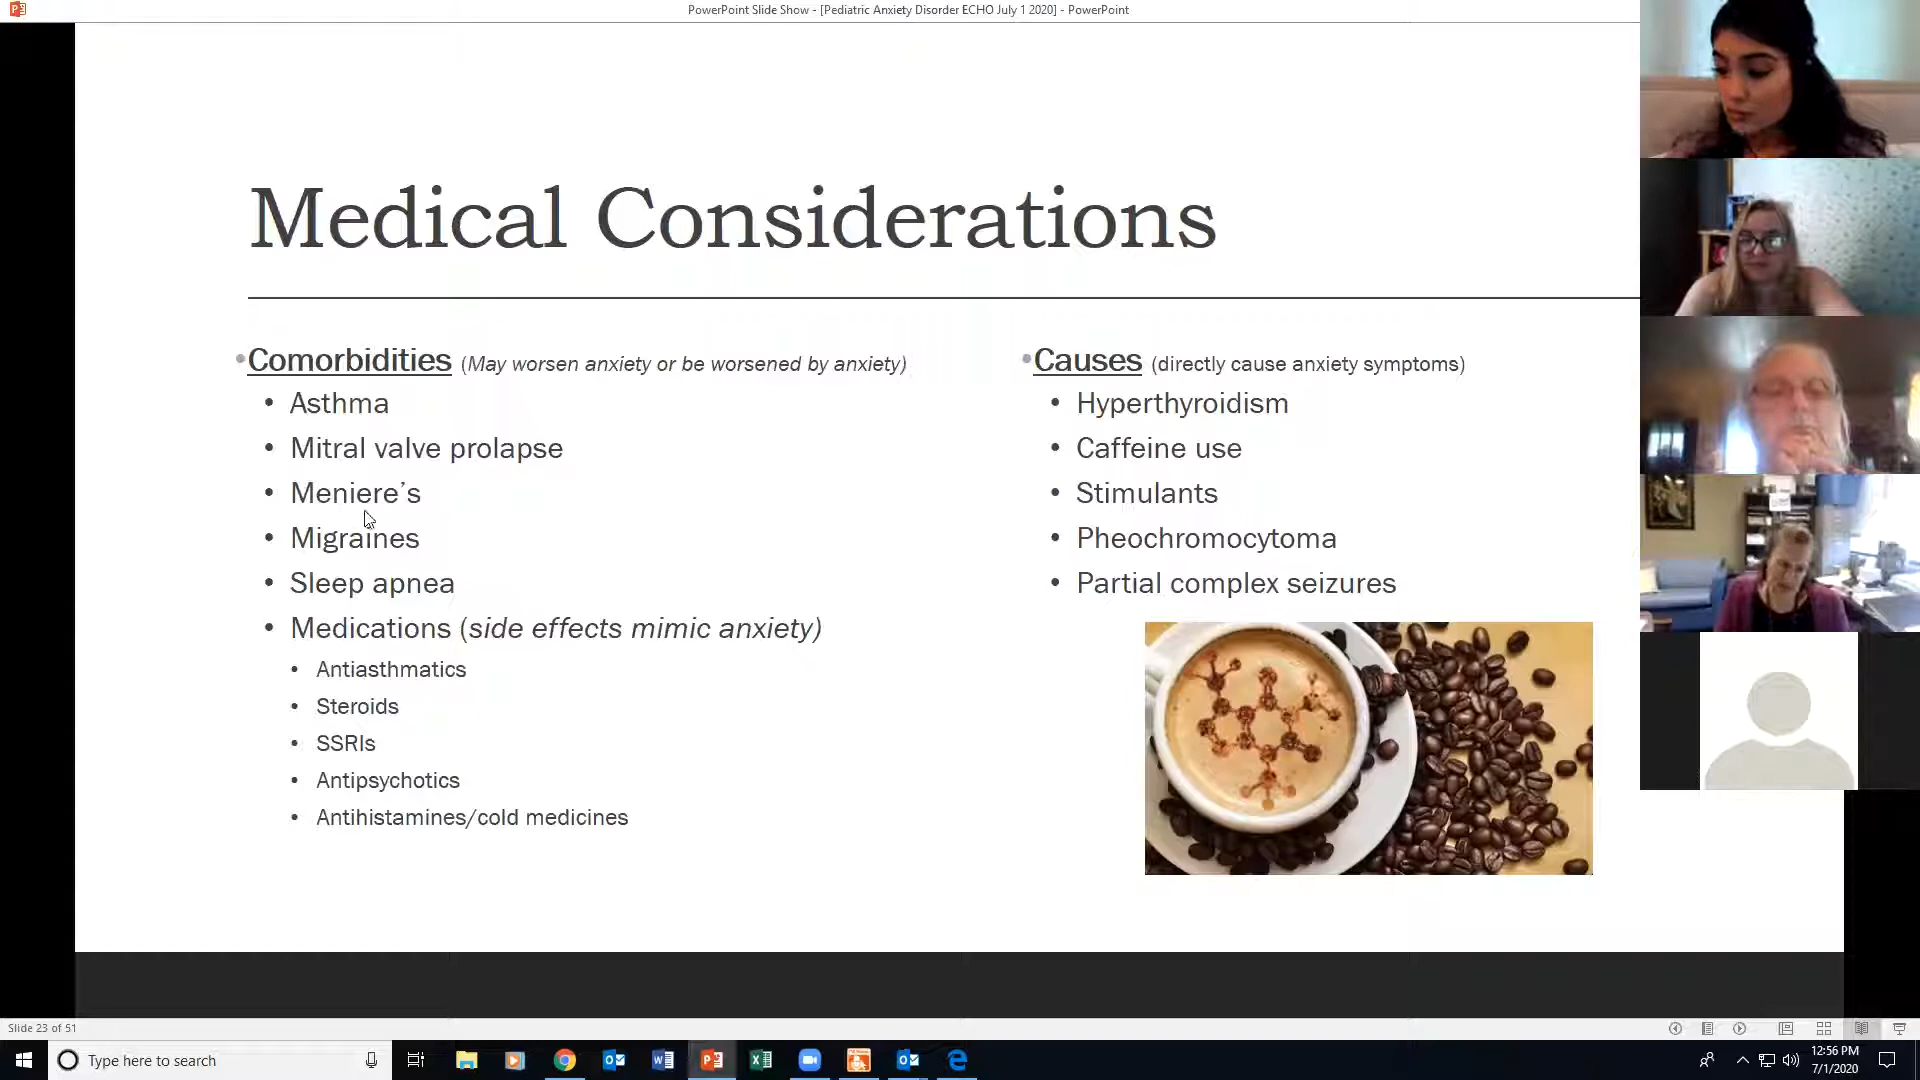 PowerPoint Slide Show - [Pediatric Anxiety Disorder ECHO July 1 2020] - PowerPoint
Medical Considerations
•Comorbidities (May worsen anxiety or be worsened by anxiety)
• Asthma
• Mitral valve prolapse
• Meniere’s
• Migraines
• Sleep apnea
• Medications (side effects mimic anxiety)
• Antiasthmatics
• Steroids
• SSRIs
• Antipsychotics
• Antihistamines/cold medicines
•Causes (directly cause anxiety symptoms)
• Hyperthyroidism
• Caffeine use
• Stimulants
• Pheochromocytoma
• Partial complex seizures
Slide 23 of 51
Type here to search
12:56 PM
7/1/2020